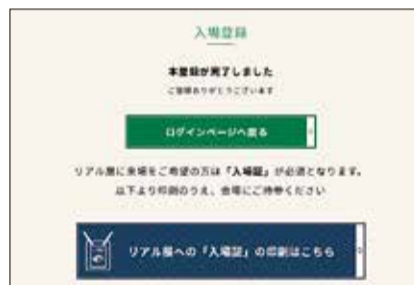 入場登録
本登録が完了しました
ご登録ありがとうございます
ログインページへ戻る
リアル展に来場をご希望の方は「入場証」が必須となります。
以下より印刷のうえ、会場にご持参ください
リアル展への「入場証」の印刷はこちら